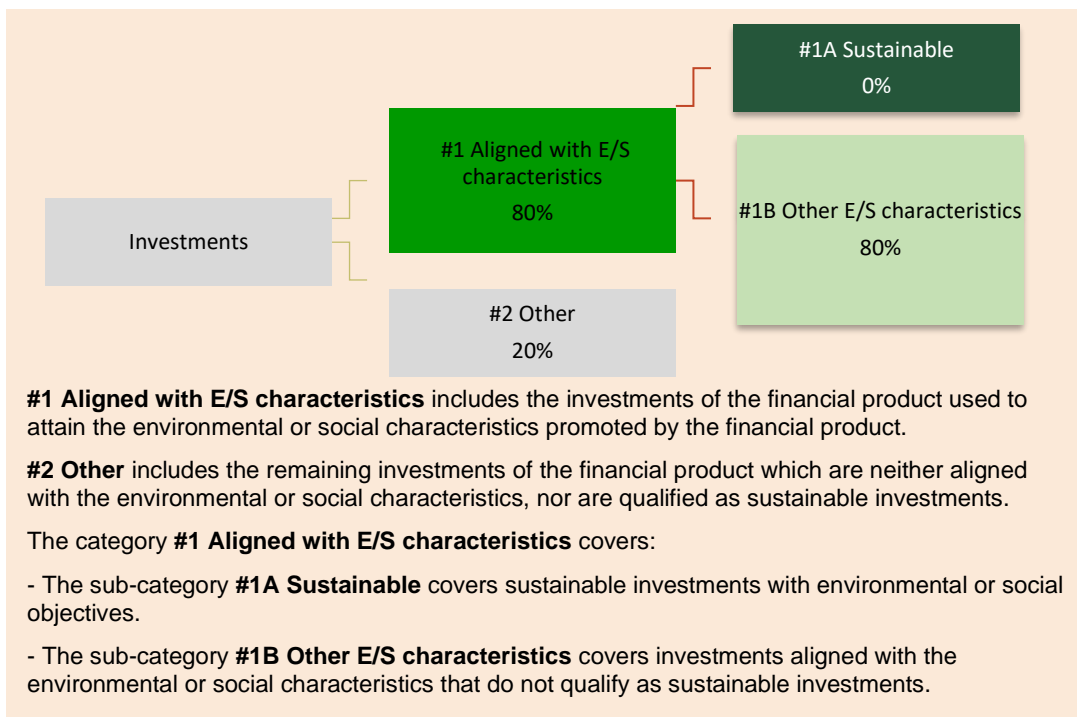 #1A Sustainable
0%
#1 Aligned with E/S
characteristics
80%
#1B Other E/S characteristics
80%
Investments
#2 Other
20%
#1 Aligned with E/S characteristics includes the investments of the financial product used to
attain the environmental or social characteristics promoted by the financial product.
#2 Other includes the remaining investments of the financial product which are neither aligned
with the environmental or social characteristics, nor are qualified as sustainable investments.
The category #1 Aligned with E/S characteristics covers:
- The sub-category #1A Sustainable covers sustainable investments with environmental or social
objectives.
- The sub-category #1B Other E/S characteristics covers investments aligned with the
environmental or social characteristics that do not qualify as sustainable investments.